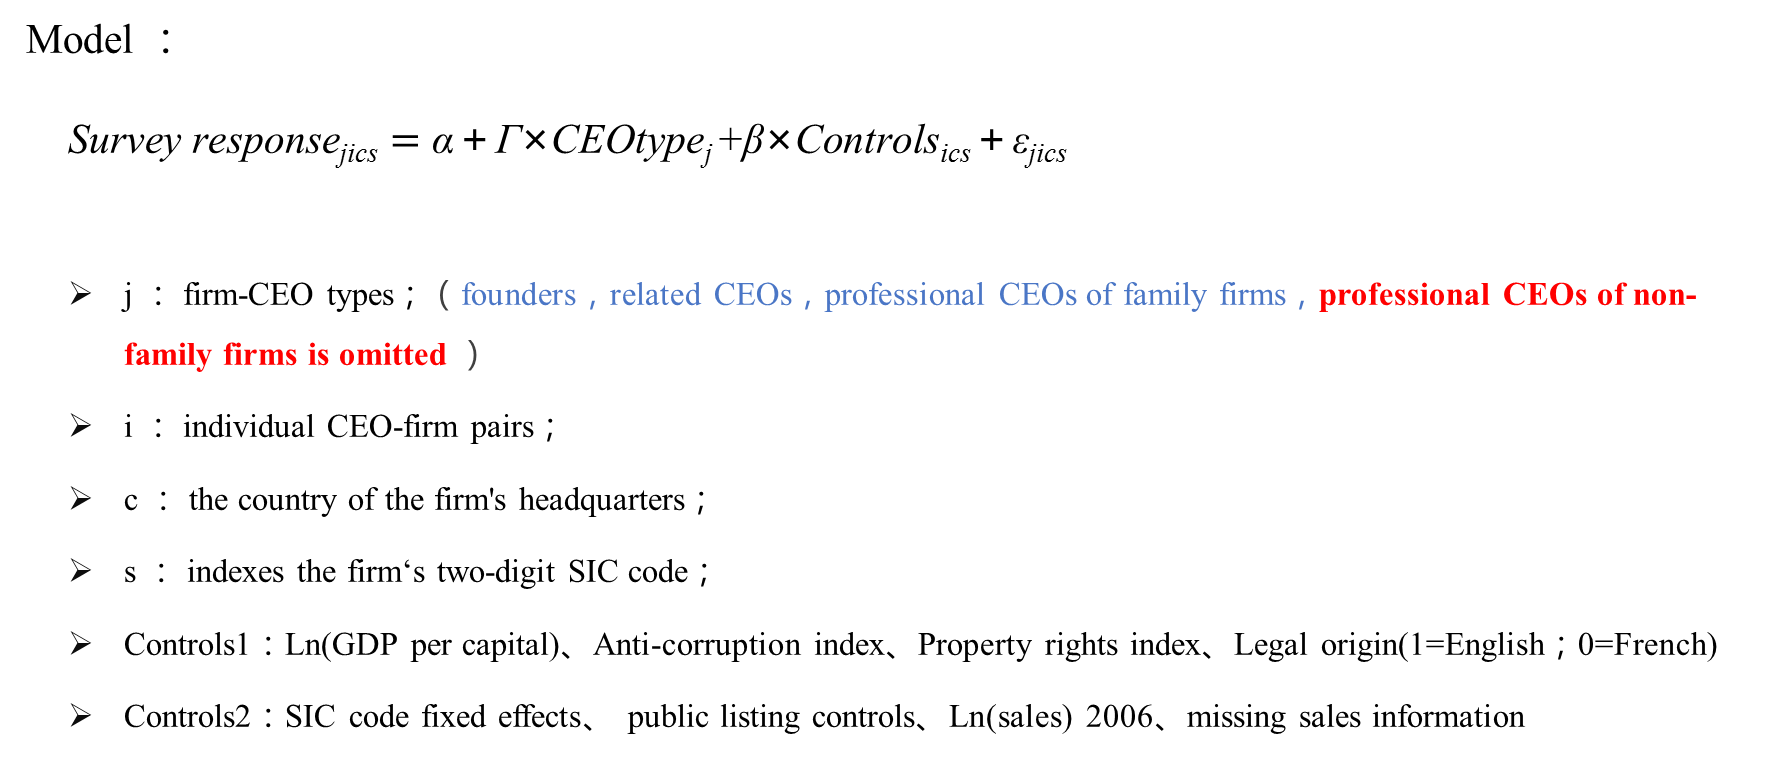 Model ：
Survey response_jics = α + Γ×CEOtype_j+β×Controls_ics + ε_jics
➢ j ： firm-CEO types；（founders，related CEOs，professional CEOs of family firms，professional CEOs of non-
family firms is omitted ）
➢ i ： individual CEO-firm pairs；
➢ c ： the country of the firm's headquarters；
➢ s ： indexes the firm‘s two-digit SIC code；
➢ Controls1：Ln(GDP per capital)、Anti-corruption index、Property rights index、Legal origin(1=English；0=French)
➢ Controls2：SIC code fixed effects、 public listing controls、Ln(sales) 2006、missing sales information